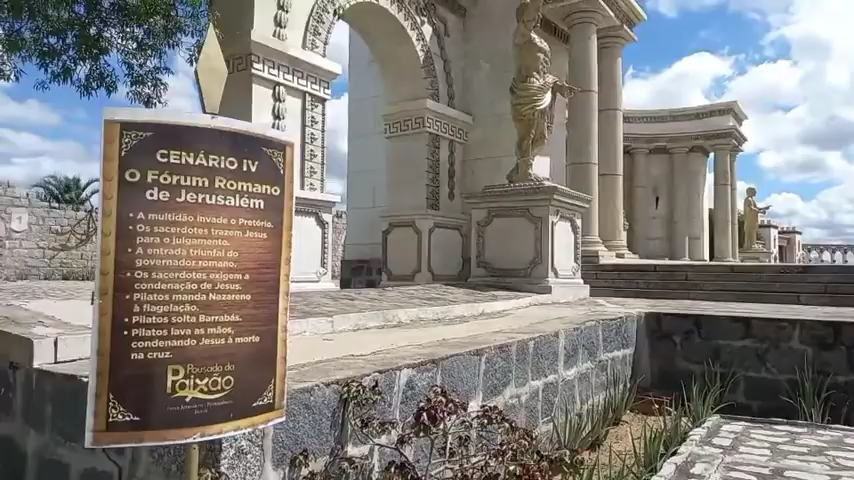 CENÁRIO IV
O Fórum Romano
de Jerusalém
• A multidão invade o Pretório.
• Os sacerdotes trazem Jesus
para o julgamento.
• A entrada triunfal do
governador romano.
• Os sacerdotes exigem a
condenação de Jesus.
• Pilatos manda Nazareno
à flagelação.
• Pilatos solta Barrabás.
• Pilatos lava as mãos,
condenando Jesus à morte
na cruz.
Pousada da
PAIXÃO
1